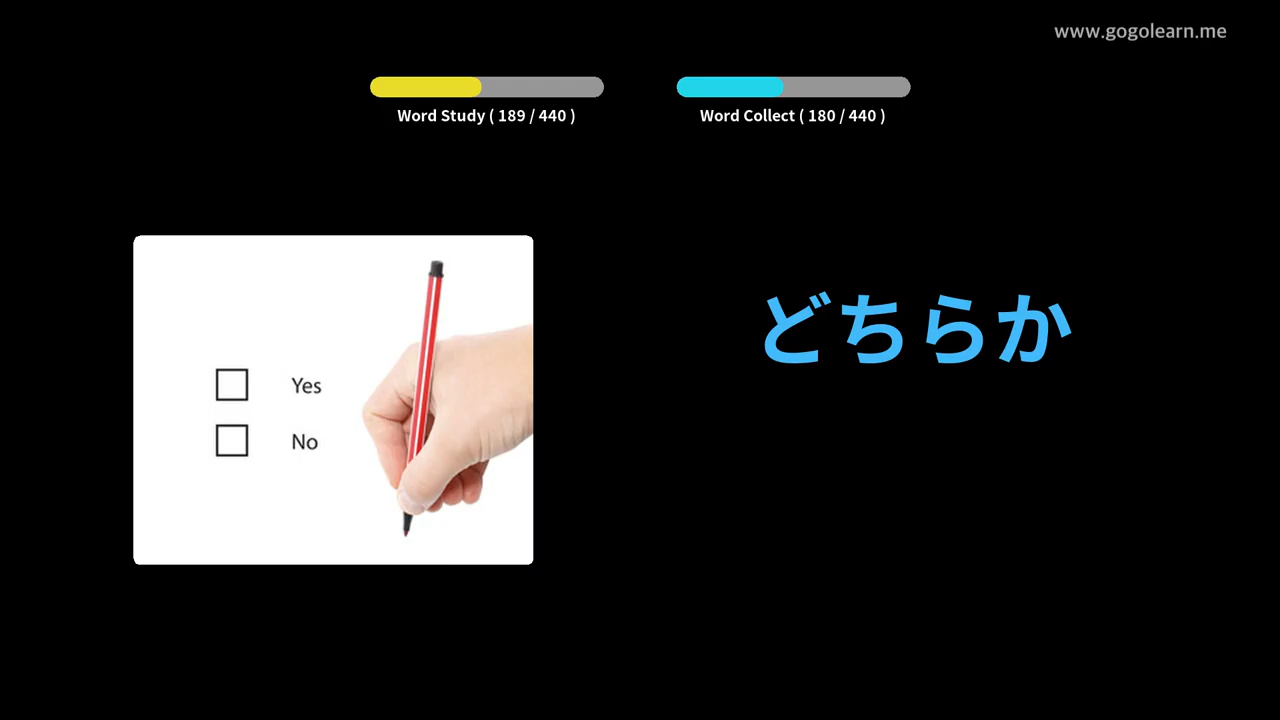 www.gogolearn.me
Word Study ( 189 / 440 )
Word Collect ( 180 / 440 )
どちらか
Yes
No